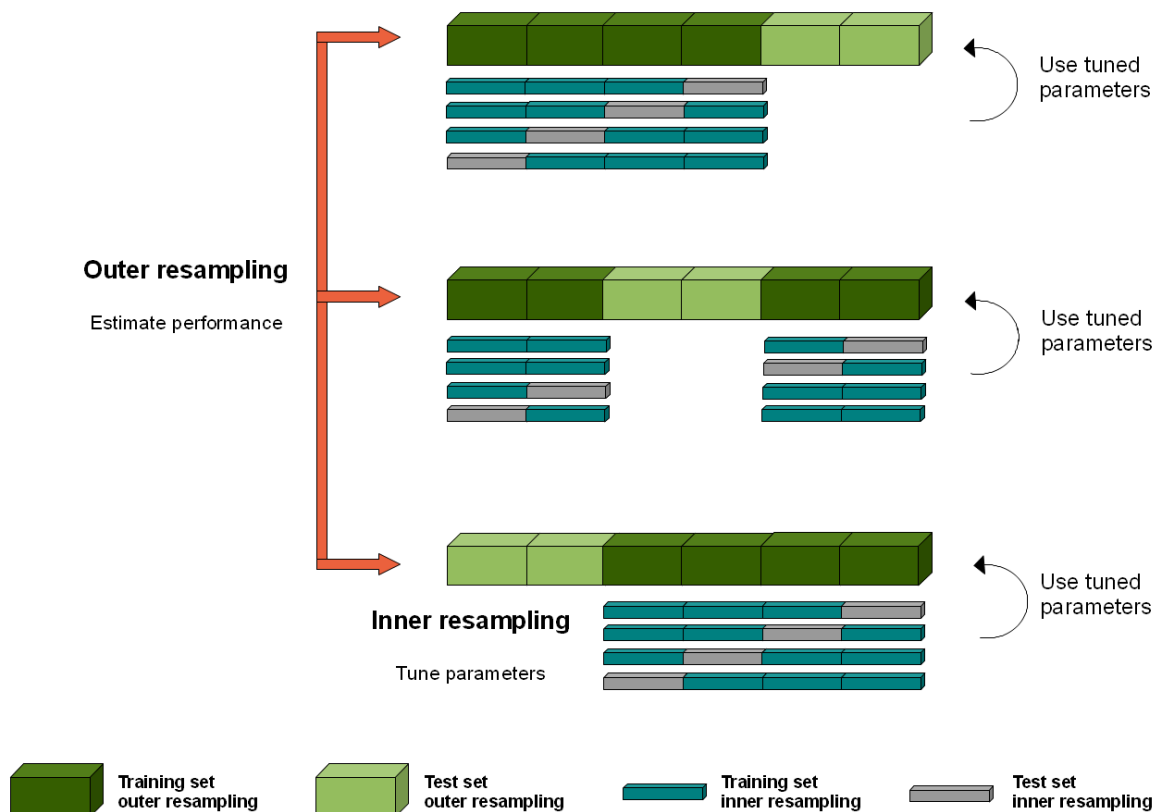 Use tuned
parameters
Outer resampling
Estimate performance
Use tuned
parameters
Inner resampling
Tune parameters
Use tuned
parameters
Training set
outer resampling
Test set
outer resampling
Training set
inner resampling
Test set
inner resampling